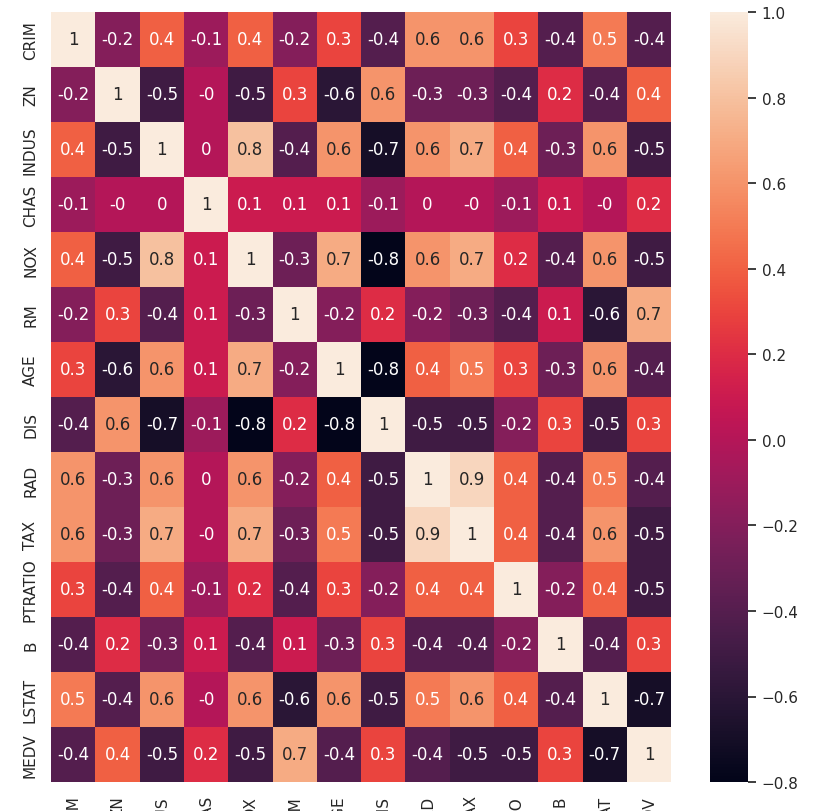 CRIM 1 -0.2 0.4 -0.1 0.4 -0.2 0.3 -0.4 0.6 0.6 0.3 -0.4 0.5 -0.4
ZN -0.2 1 -0.5 -0 -0.5 0.3 -0.6 0.6 -0.3 -0.3 -0.4 0.2 -0.4 0.4
INDUS 0.4 -0.5 1 0 0.8 -0.4 0.6 -0.7 0.6 0.7 0.4 -0.3 0.6 -0.5
CHAS -0.1 -0 0 1 0.1 0.1 0.1 -0.1 0 -0 -0.1 0.1 -0 0.2
NOX 0.4 -0.5 0.8 0.1 1 -0.3 0.7 -0.8 0.6 0.7 0.2 -0.4 0.6 -0.5
RM -0.2 0.3 -0.4 0.1 -0.3 1 -0.2 0.2 -0.2 -0.3 -0.4 0.1 -0.6 0.7
AGE 0.3 -0.6 0.6 0.1 0.7 -0.2 1 -0.8 0.4 0.5 0.3 -0.3 0.6 -0.4
DIS -0.4 0.6 -0.7 -0.1 -0.8 0.2 -0.8 1 -0.5 -0.5 -0.2 0.3 -0.5 0.3
RAD 0.6 -0.3 0.6 0 0.6 -0.2 0.4 -0.5 1 0.9 0.4 -0.4 0.5 -0.4
TAX 0.6 -0.3 0.7 -0 0.7 -0.3 0.5 -0.5 0.9 1 0.4 -0.4 0.6 -0.5
PTRATIO 0.3 -0.4 0.4 -0.1 0.2 -0.4 0.3 -0.2 0.4 0.4 1 -0.2 0.4 -0.5
B -0.4 0.2 -0.3 0.1 -0.4 0.1 -0.3 0.3 -0.4 -0.4 -0.2 1 -0.4 0.3
LSTAT 0.5 -0.4 0.6 -0 0.6 -0.6 0.6 -0.5 0.5 0.6 0.4 -0.4 1 -0.7
MEDV -0.4 0.4 -0.5 0.2 -0.5 0.7 -0.4 0.3 -0.4 -0.5 -0.5 0.3 -0.7 1
B
1.0
0.8
0.6
0.4
0.2
0.0
−0.2
−0.4
−0.6
−0.8